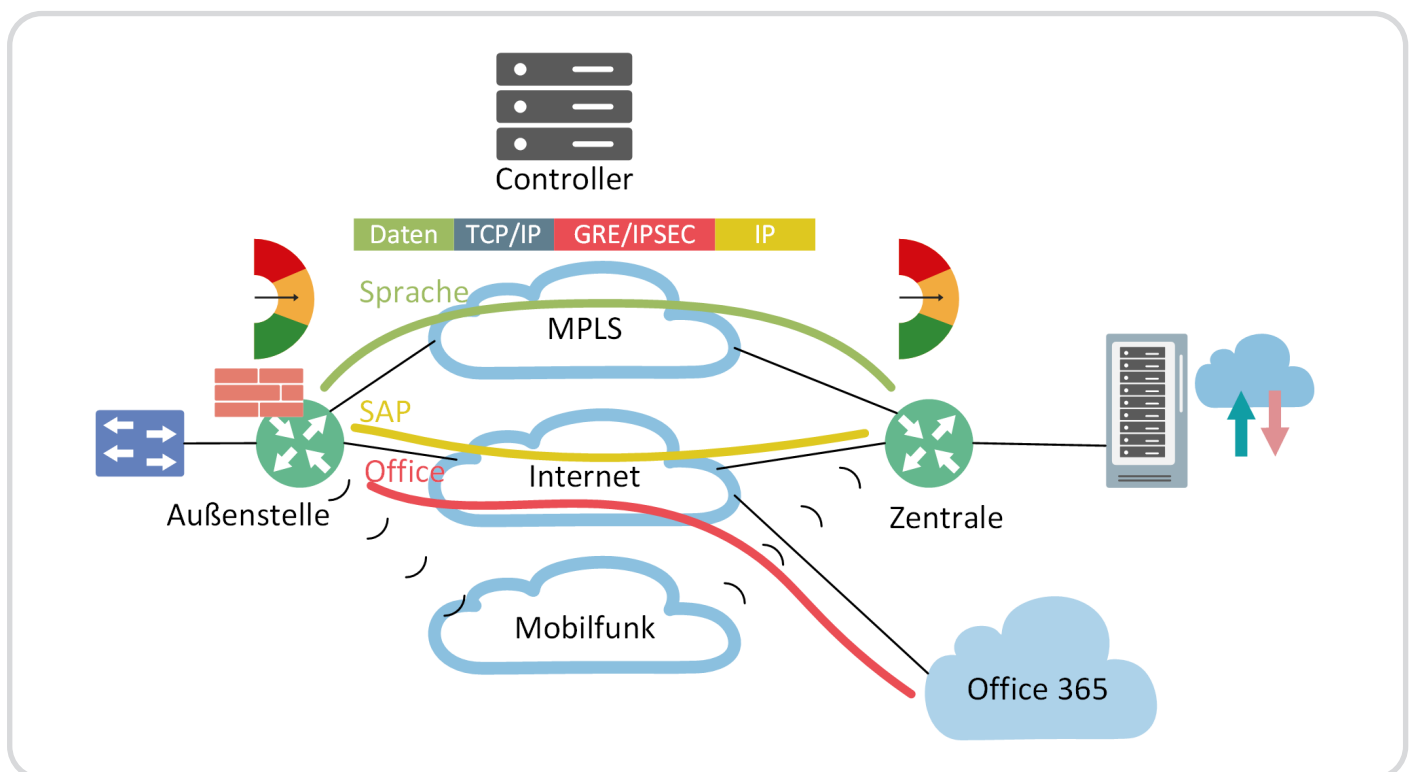 Controller
Daten TCP/IP GRE/IPSEC IP
Sprache
MPLS
SAP
Office
Internet
Außenstelle
Zentrale
Mobilfunk
Office 365